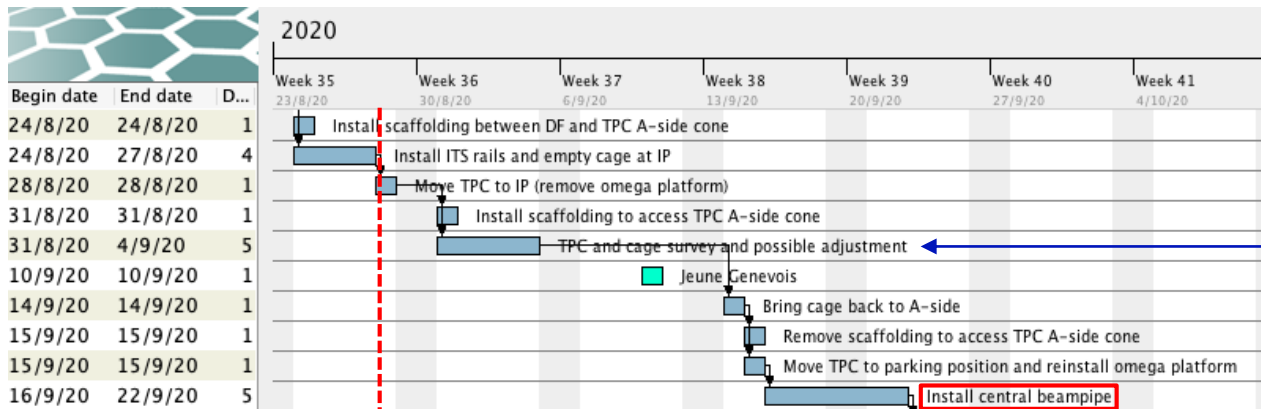 2020
Week 35 Week 36 Week 37 Week 38 Week 39 Week 40 Week 41
Begin date End date D... 23/8/20 30/8/20 6/9/20 13/9/20 20/9/20 27/9/20 4/10/20
24/8/20 24/8/20 1 Install scaffolding between DF and TPC A-side cone
24/8/20 27/8/20 4 Install ITS rails and empty cage at IP
28/8/20 28/8/20 1 Move TPC to IP (remove omega platform)
31/8/20 31/8/20 1 Install scaffolding to access TPC A-side cone
31/8/20 4/9/20 5 TPC and cage survey and possible adjustment
10/9/20 10/9/20 1 Jeune Genevois
14/9/20 14/9/20 1 Bring cage back to A-side
15/9/20 15/9/20 1 Remove scaffolding to access TPC A-side cone
15/9/20 15/9/20 1 Move TPC to parking position and reinstall omega platform
16/9/20 22/9/20 5 Install central beampipe